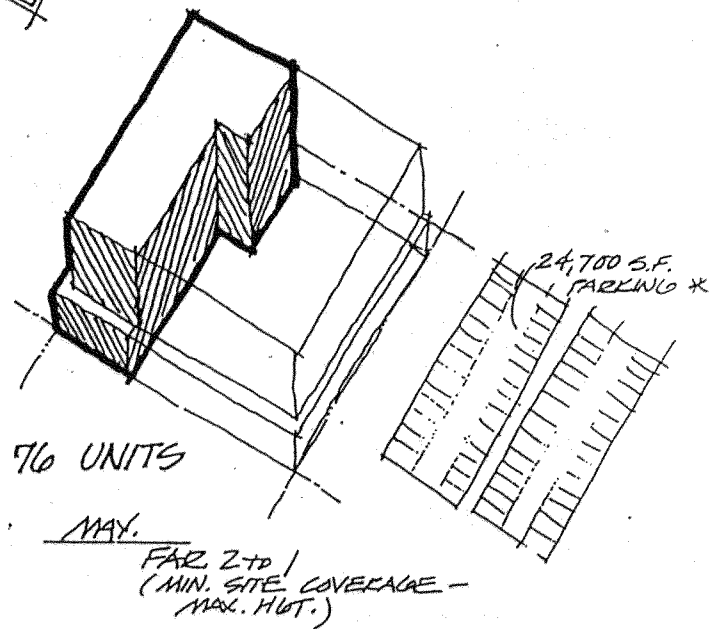 24,700 S.F.
PARKING *
76 UNITS
MAX.
FAR 2 to 1
(MIN. SITE COVERAGE –
MAX. HGT.)